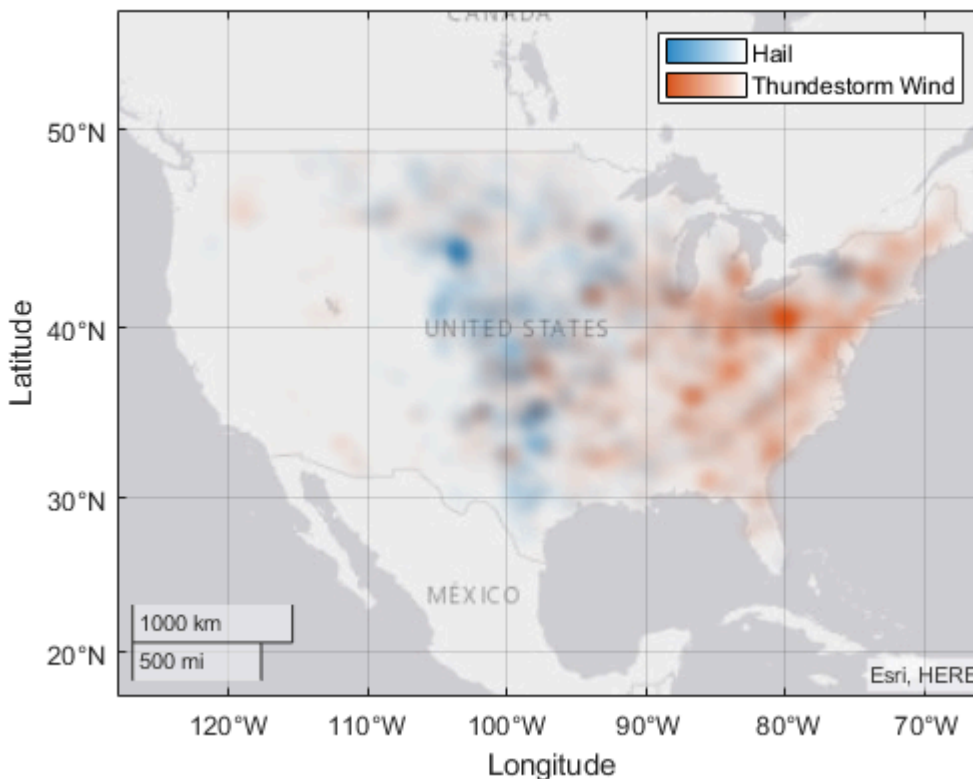 CANADA
Hail
Thundestorm Wind
50°N
40°N
30°N
20°N
Latitude
UNITED STATES
MÉXICO
1000 km
500 mi
Esri, HERE
120°W
110°W
100°W
90°W
80°W
70°W
Longitude